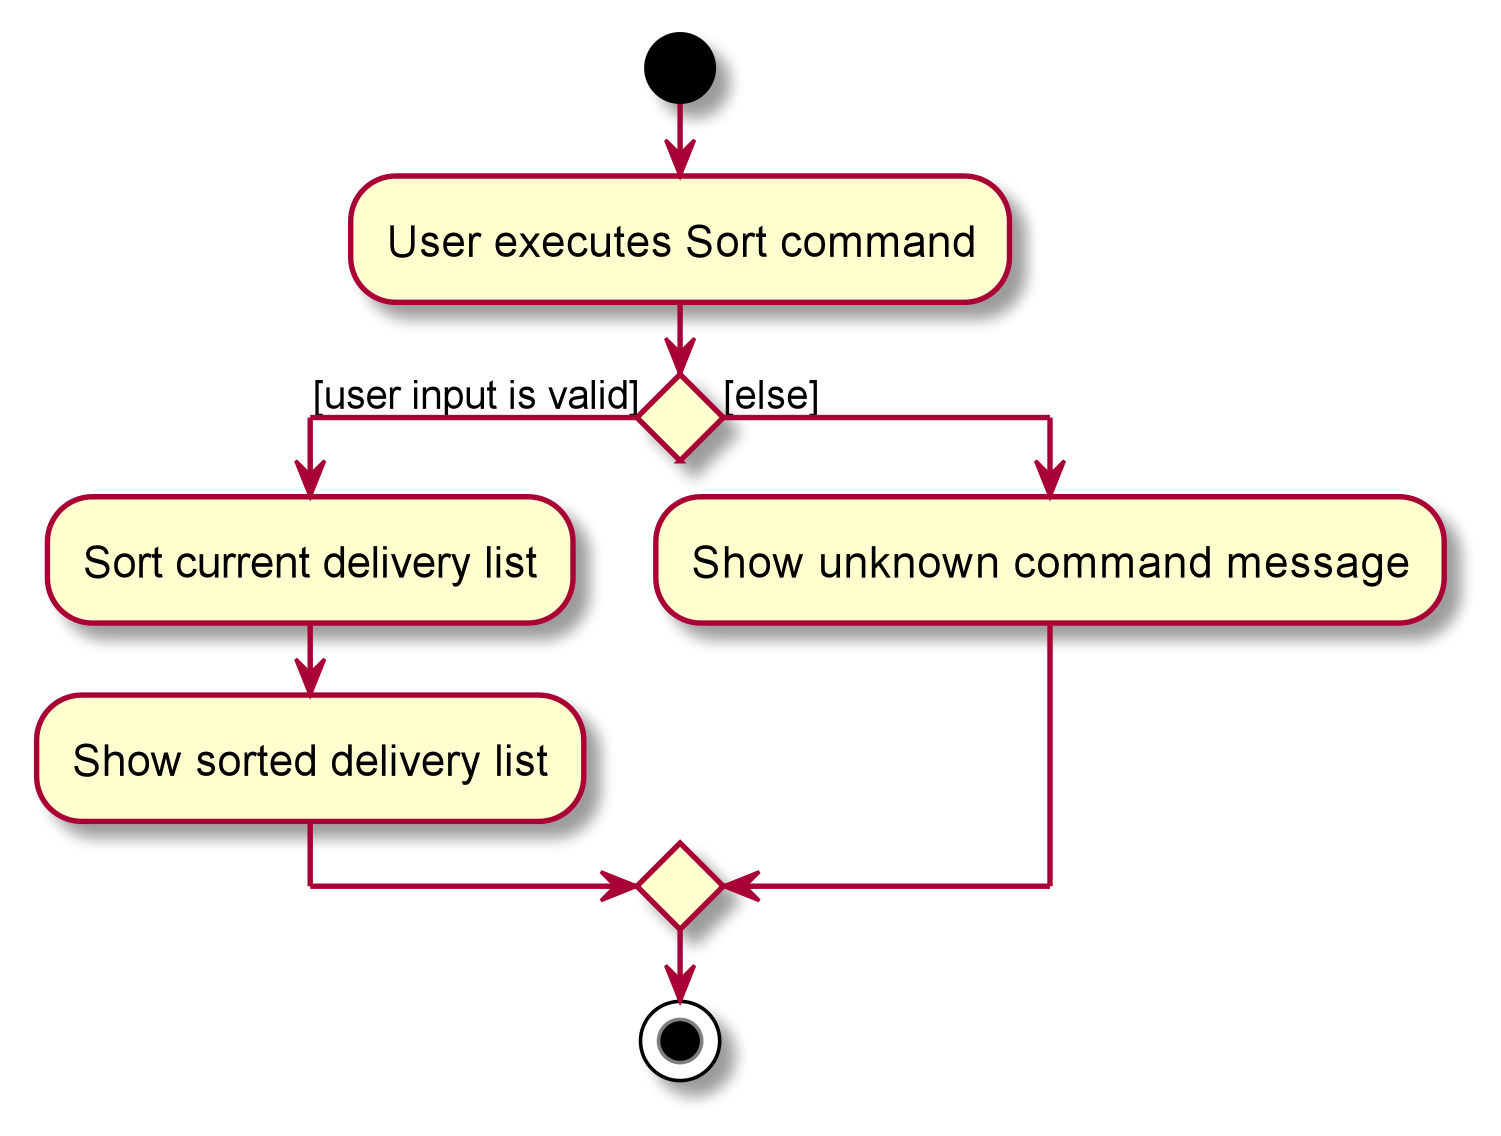 User executes Sort command
[user input is valid]
[else]
Sort current delivery list
Show unknown command message
Show sorted delivery list